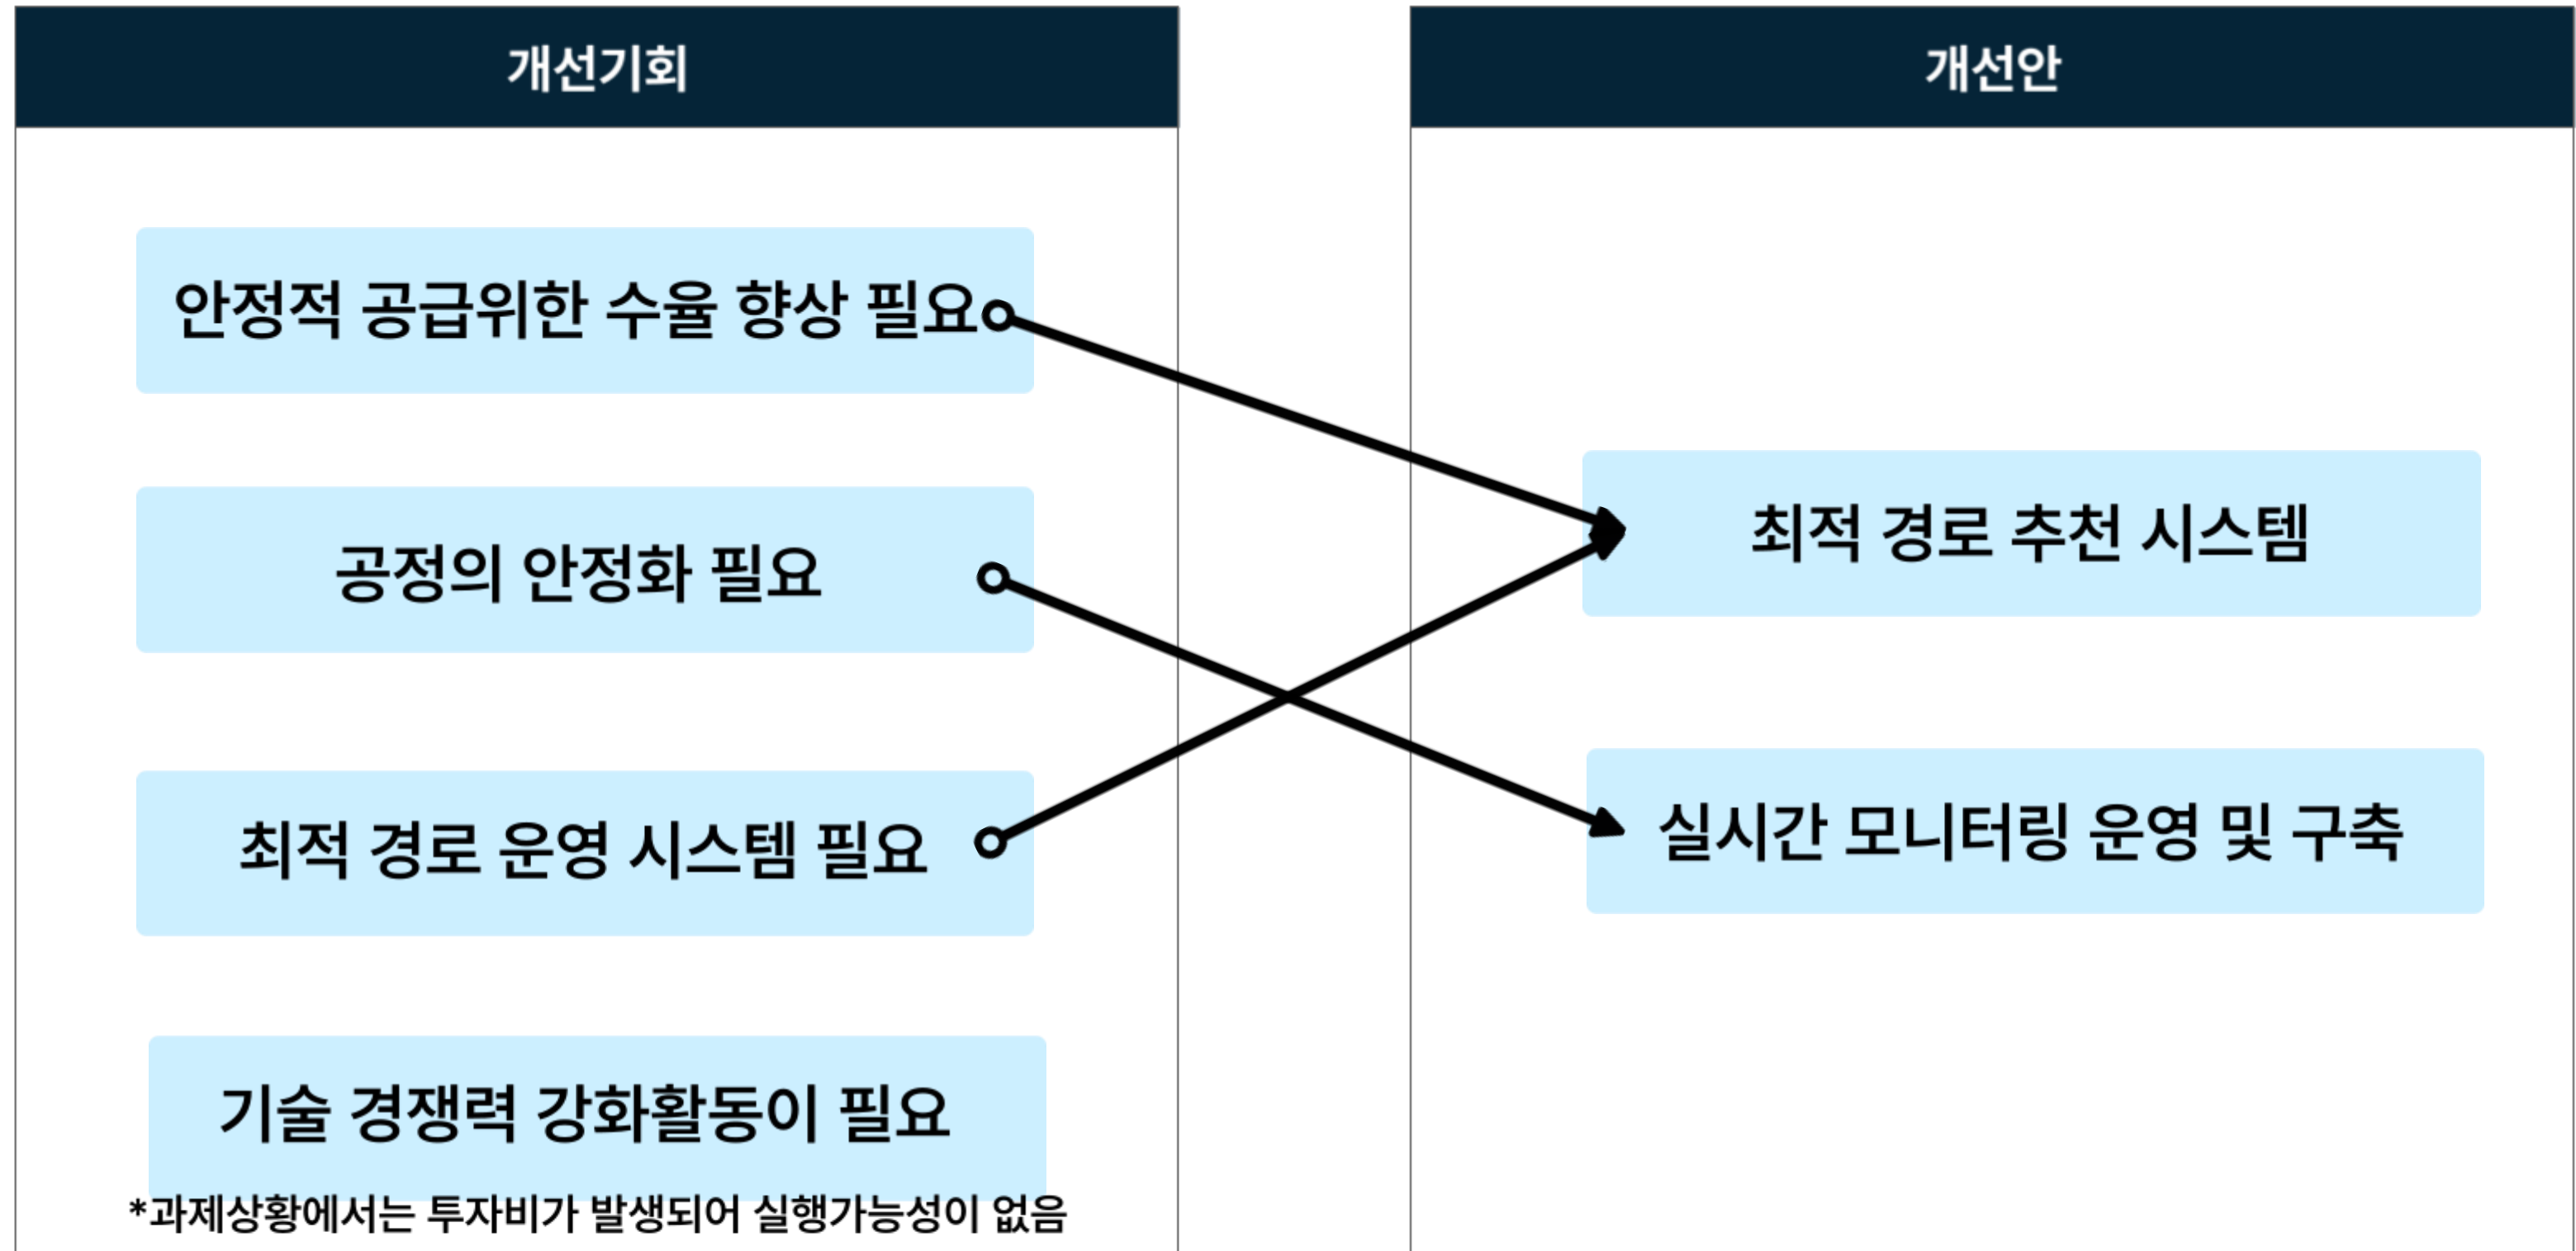 개선기회
안정적 공급위한 수율 향상 필요
공정의 안정화 필요
최적 경로 운영 시스템 필요
기술 경쟁력 강화활동이 필요
*과제상황에서는 투자비가 발생되어 실행가능성이 없음
개선안
최적 경로 추천 시스템
실시간 모니터링 운영 및 구축